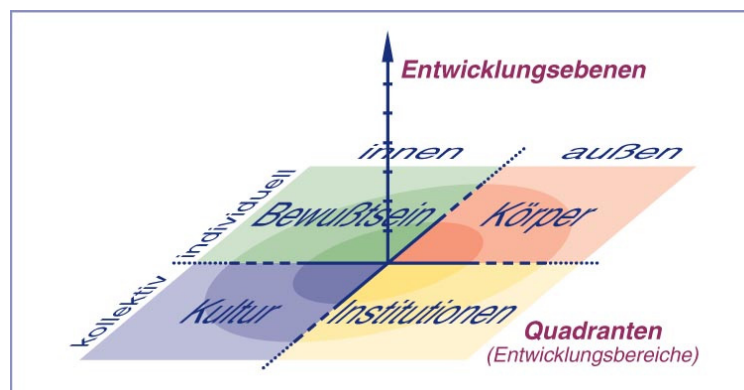 Entwicklungsebenen
innen
außen
individuell
Bewußtsein
Körper
kollektiv
Kultur
Institutionen
Quadranten
(Entwicklungsbereiche)